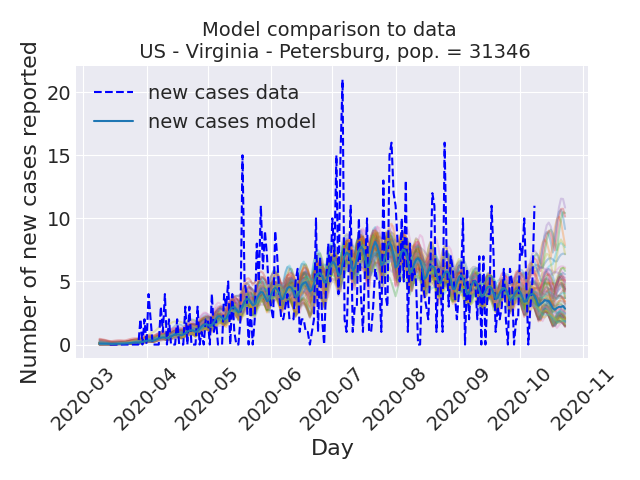 Model comparison to data
US - Virginia - Petersburg, pop. = 31346
Number of new cases reported
20
15
10
5
0
new cases data
new cases model
2020-03
2020-04
2020-05
2020-06
2020-07
2020-08
2020-09
2020-10
2020-11
Day